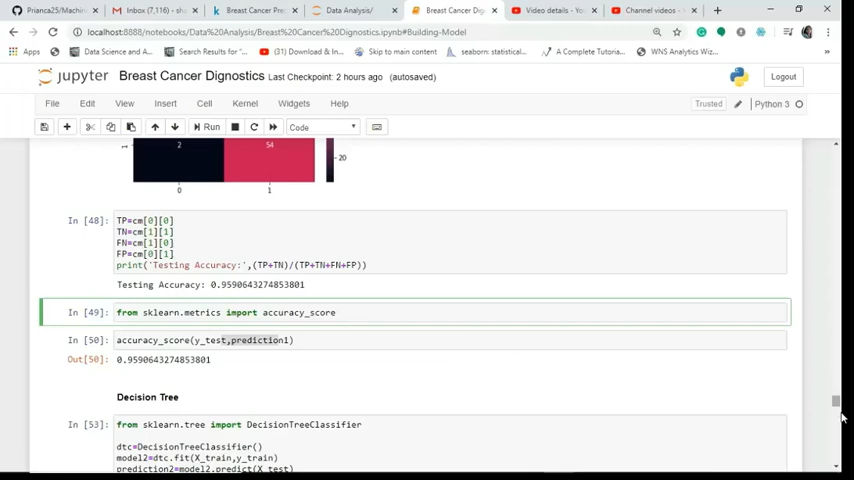 Prianca25/Machin
Inbox (7,116) - sha
Breast Cancer Pre
Data Analysis/
Breast Cancer Dig
Video details - Yo
Channel videos - Y
localhost:8888/notebooks/Data%20Analysis/Breast%20Cancer%20Dignostics.ipynb#Building-Model
Apps
Data Science and A...
Search Results "for...
(31) Download & In...
Skip to main content
seaborn: statistical...
A Complete Tutorial...
WNS Analytics Wiz...
jupyter Breast Cancer Dignostics Last Checkpoint: 2 hours ago (autosaved)
Logout
File Edit View Insert Cell Kernel Widgets Help
Trusted
Python 3
Run
Code
1
2
54
20
0
1
In [48]:
TP=cm[0][0]
TN=cm[1][1]
FN=cm[1][0]
FP=cm[0][1]
print('Testing Accuracy:',(TP+TN)/(TP+TN+FN+FP))
Testing Accuracy: 0.9590643274853801
In [49]: from sklearn.metrics import accuracy_score
In [50]: accuracy_score(y_test,prediction1)
Out[50]: 0.9590643274853801
Decision Tree
In [53]: from sklearn.tree import DecisionTreeClassifier
dtc=DecisionTreeClassifier()
model2=dtc.fit(X_train,y_train)
prediction2=model2.predict(X_test)